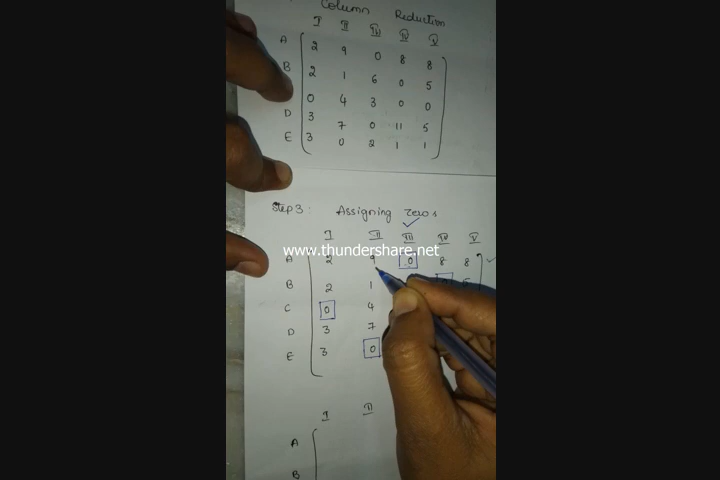 Column Reduction
I II III IV V
A 2 9 0 8 8
B 2 1 6 0 5
0 4 3 0 0
D 3 7 0 11 5
E 3 0 2 1 1
Step 3: Assigning zeros
I II III IV V
www.thundershare.net
A 2 9 0 8 8
B 2 1
C 0 4
D 3 7
E 3 0
I II
A
B